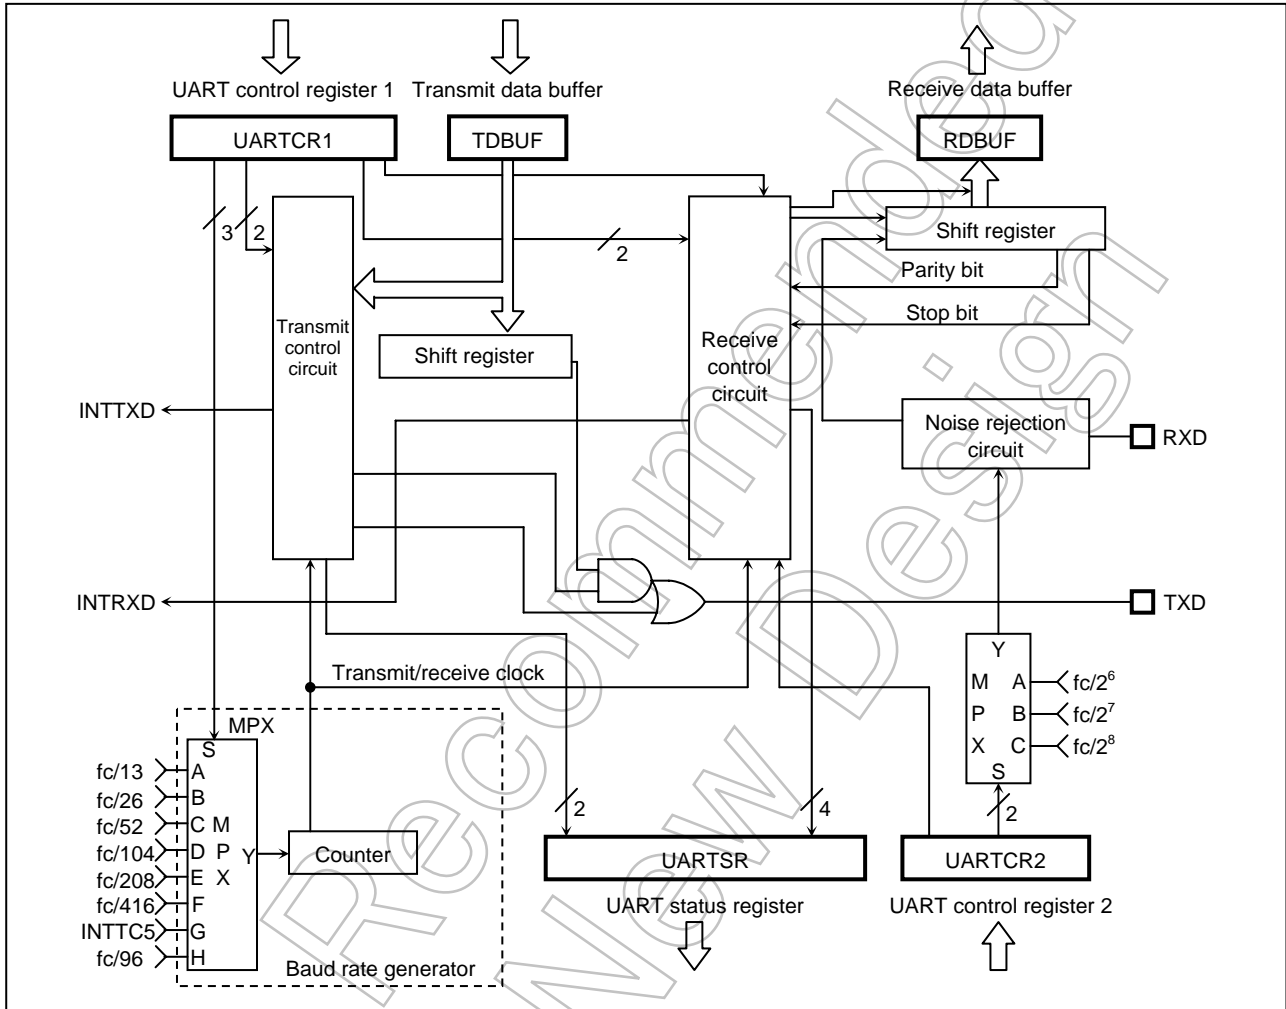 UART control register 1
Transmit data buffer
Receive data buffer
UARTCR1
TDBUF
RDBUF
3
2
2
Shift register
Parity bit
Stop bit
Transmit
control
circuit
Shift register
Receive
control
circuit
INTTXD
Noise rejection
circuit
RXD
INTRXD
TXD
Transmit/receive clock
Y
M
P
X
A
B
C
S
fc/2⁶
fc/2⁷
fc/2⁸
2
MPX
S
fc/13
A
fc/26
B
fc/52
C
fc/104
D
fc/208
E
fc/416
F
INTTC5
G
fc/96
H
M
P
X
Y
Counter
Baud rate generator
2
4
UARTSR
UARTCR2
UART status register
UART control register 2
Recommended
New Design